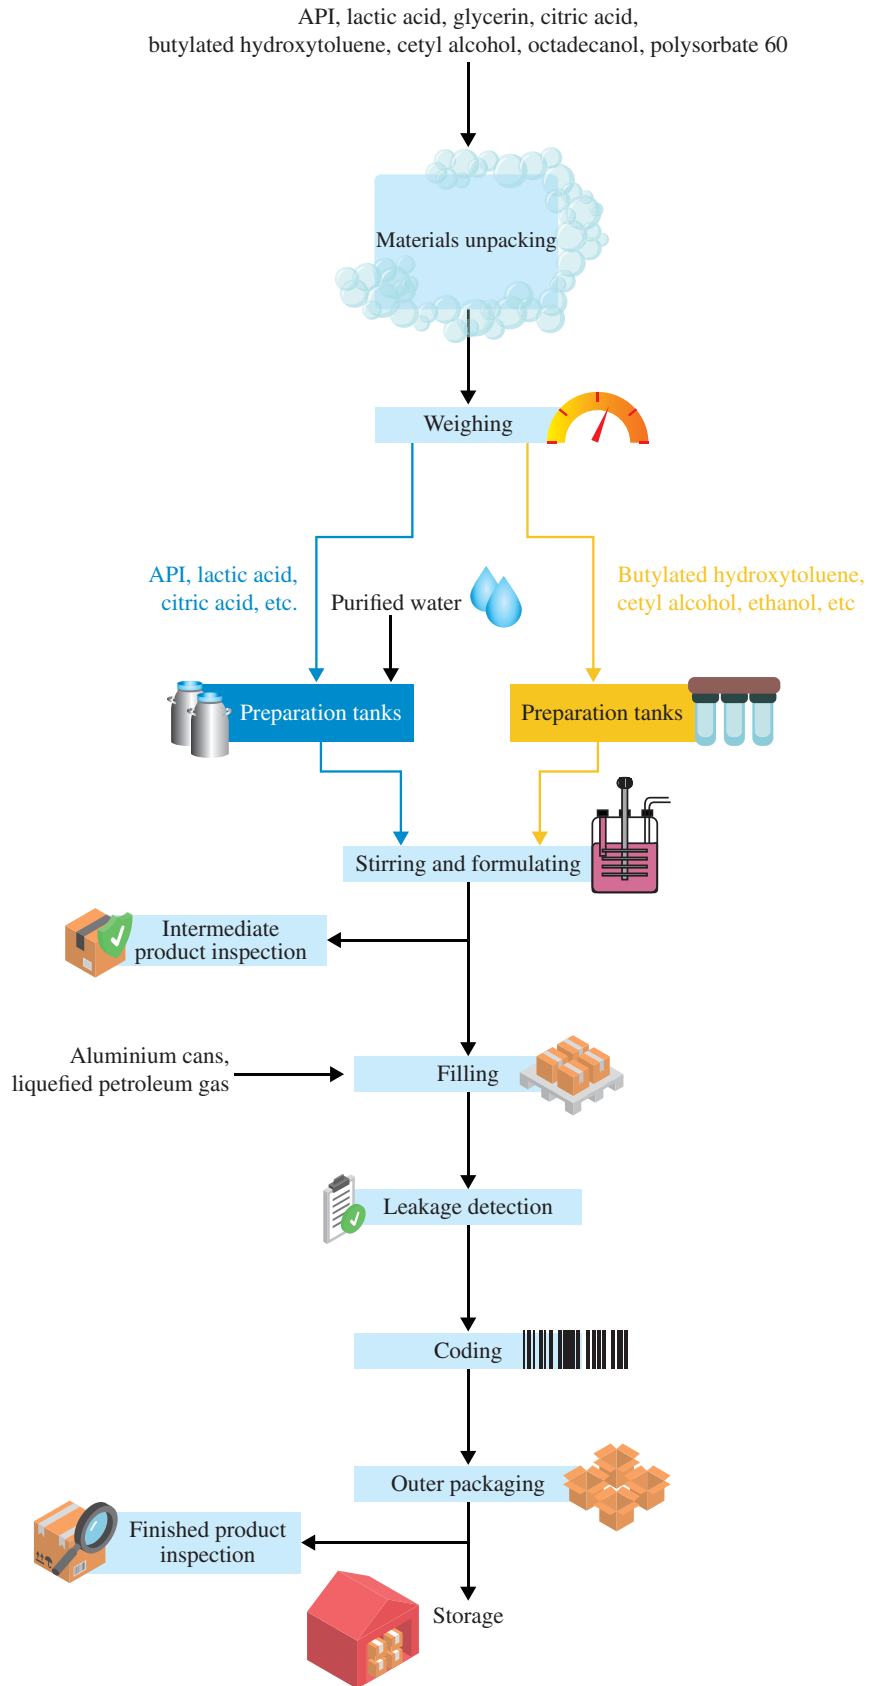 API, lactic acid, glycerin, citric acid,
butylated hydroxytoluene, cetyl alcohol, octadecanol, polysorbate 60
Materials unpacking
Weighing
API, lactic acid,
citric acid, etc.
Purified water
Butylated hydroxytoluene,
cetyl alcohol, ethanol, etc
Preparation tanks
Preparation tanks
Stirring and formulating
Intermediate
product inspection
Aluminium cans,
liquefied petroleum gas
Filling
Leakage detection
Coding
Outer packaging
Finished product
inspection
Storage